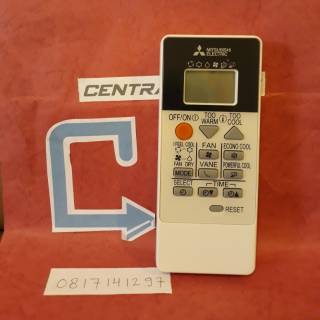 MITSUBISHI
ELECTRIC
CENTRA
OFF/ON
TOO
WARM
TOO
COOL
I FEEL COOL
FAN DRY
MODE
FAN
ECONO COOL
VANE
POWERFUL COOL
SELECT
TIME
RESET
0817141297